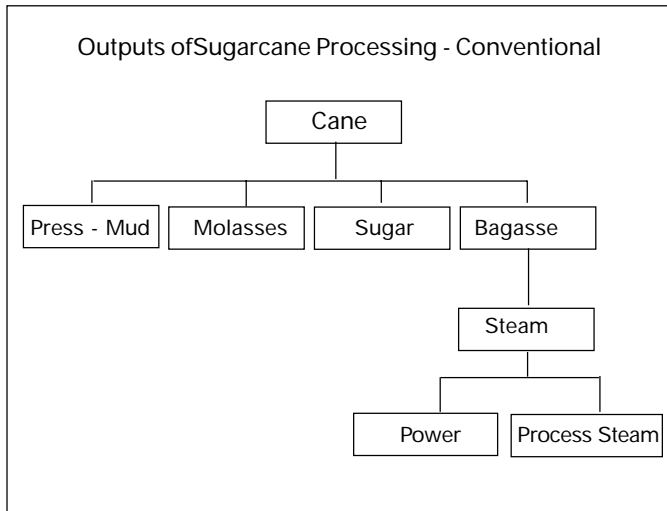 Outputs ofSugarcane Processing - Conventional
Cane
Press - Mud
Molasses
Sugar
Bagasse
Steam
Power
Process Steam